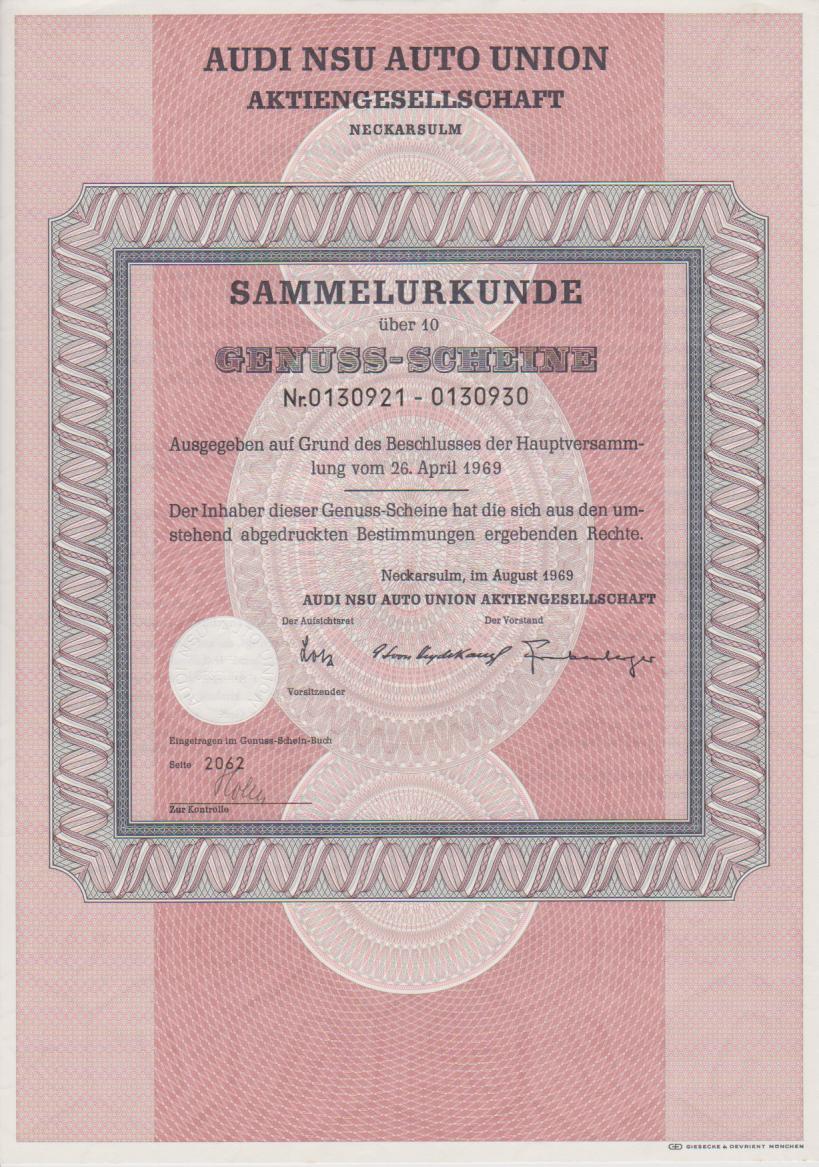 AUDI NSU AUTO UNION
AKTIENGESELLSCHAFT
NECKARSULM
SAMMELURKUNDE
über 10
GENUSS-SCHEINE
Nr.0130921 - 0130930
Ausgegeben auf Grund des Beschlusses der Hauptversamm-
lung vom 26. April 1969
Der Inhaber dieser Genuss-Scheine hat die sich aus den um-
stehend abgedruckten Bestimmungen ergebenden Rechte.
Neckarsulm, im August 1969
AUDI NSU AUTO UNION AKTIENGESELLSCHAFT
Der Aufsichtsrat Der Vorstand
Vorsitzender
Eingetragen im Genuss-Schein-Buch
Seite 2062
Zur Kontrolle
GIESECKE & DEVRIENT MÜNCHEN